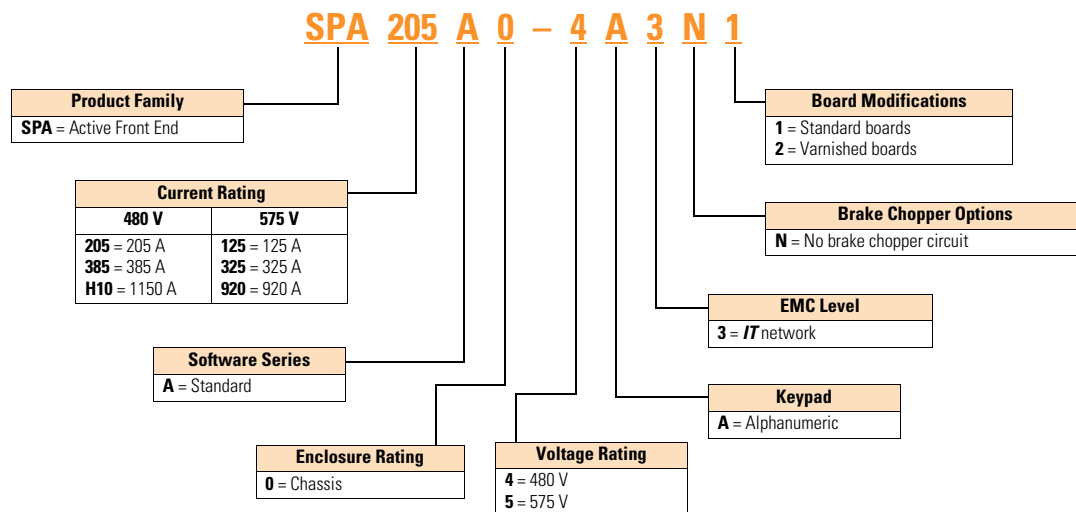 SPA 205 A 0 – 4 A 3 N 1
Product Family
SPA = Active Front End
Board Modifications
1 = Standard boards
2 = Varnished boards
Current Rating
480 V 575 V
205 = 205 A 125 = 125 A
385 = 385 A 325 = 325 A
H10 = 1150 A 920 = 920 A
Brake Chopper Options
N = No brake chopper circuit
EMC Level
3 = IT network
Software Series
A = Standard
Keypad
A = Alphanumeric
Enclosure Rating
0 = Chassis
Voltage Rating
4 = 480 V
5 = 575 V